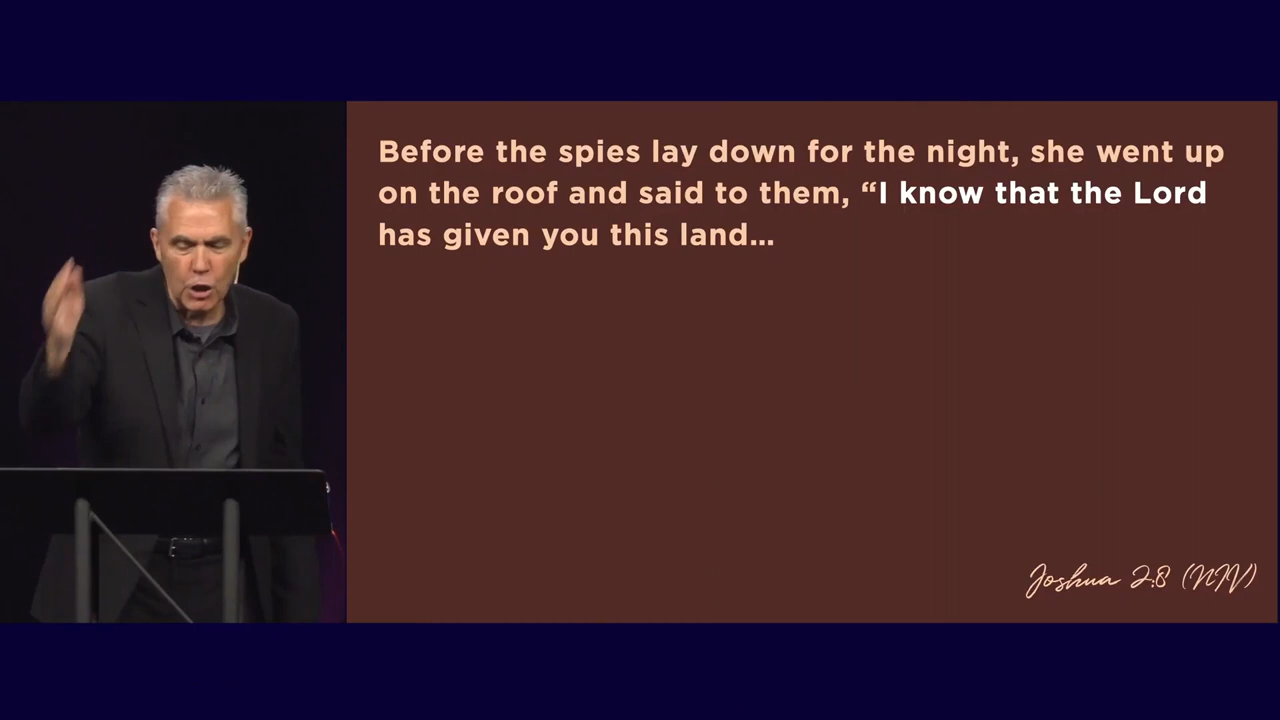 Before the spies lay down for the night, she went up
on the roof and said to them, “I know that the Lord
has given you this land...
Joshua 2:8 (NIV)